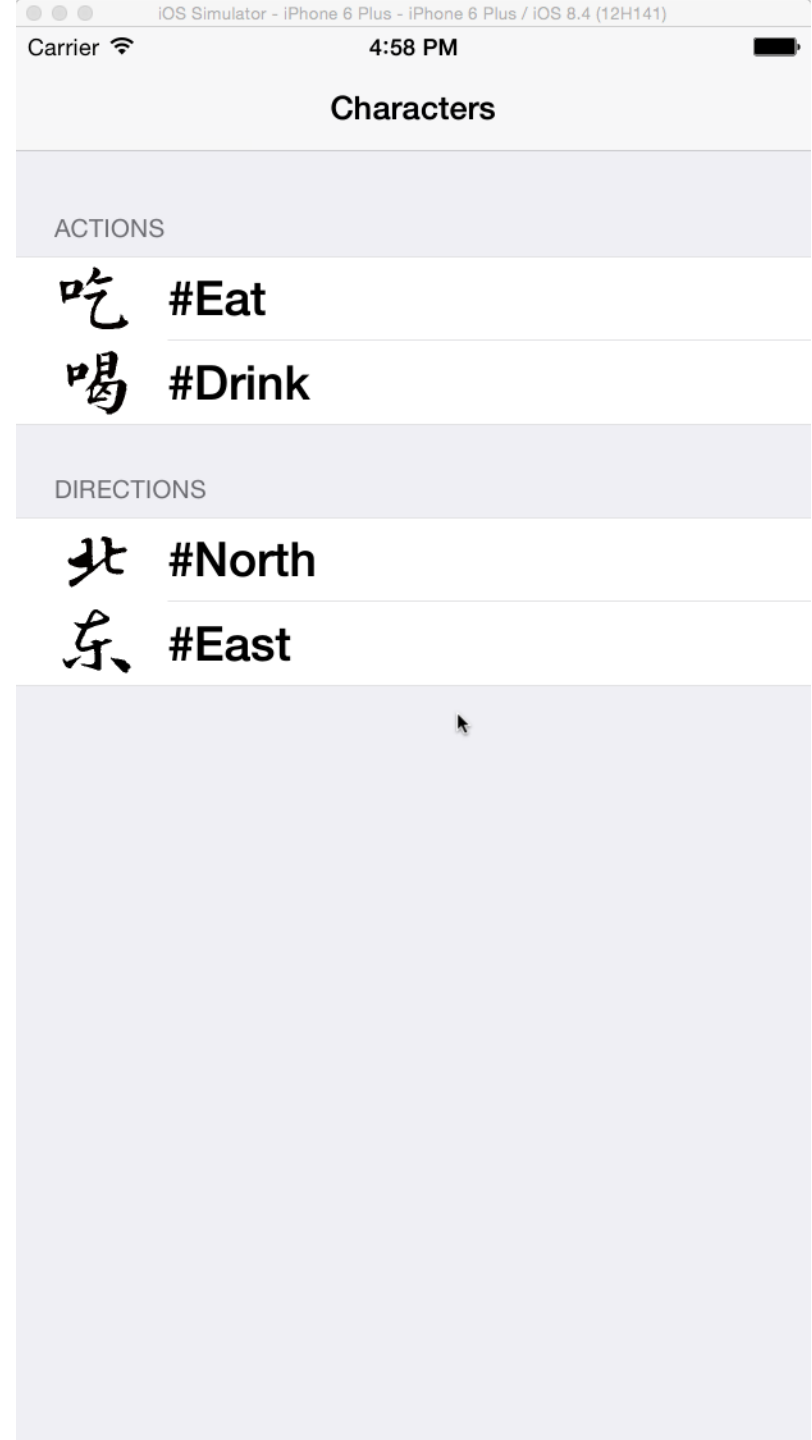 iOS Simulator - iPhone 6 Plus - iPhone 6 Plus / iOS 8.4 (12H141)
Carrier 4:58 PM
Characters
ACTIONS
吃 #Eat
喝 #Drink
DIRECTIONS
北 #North
东 #East